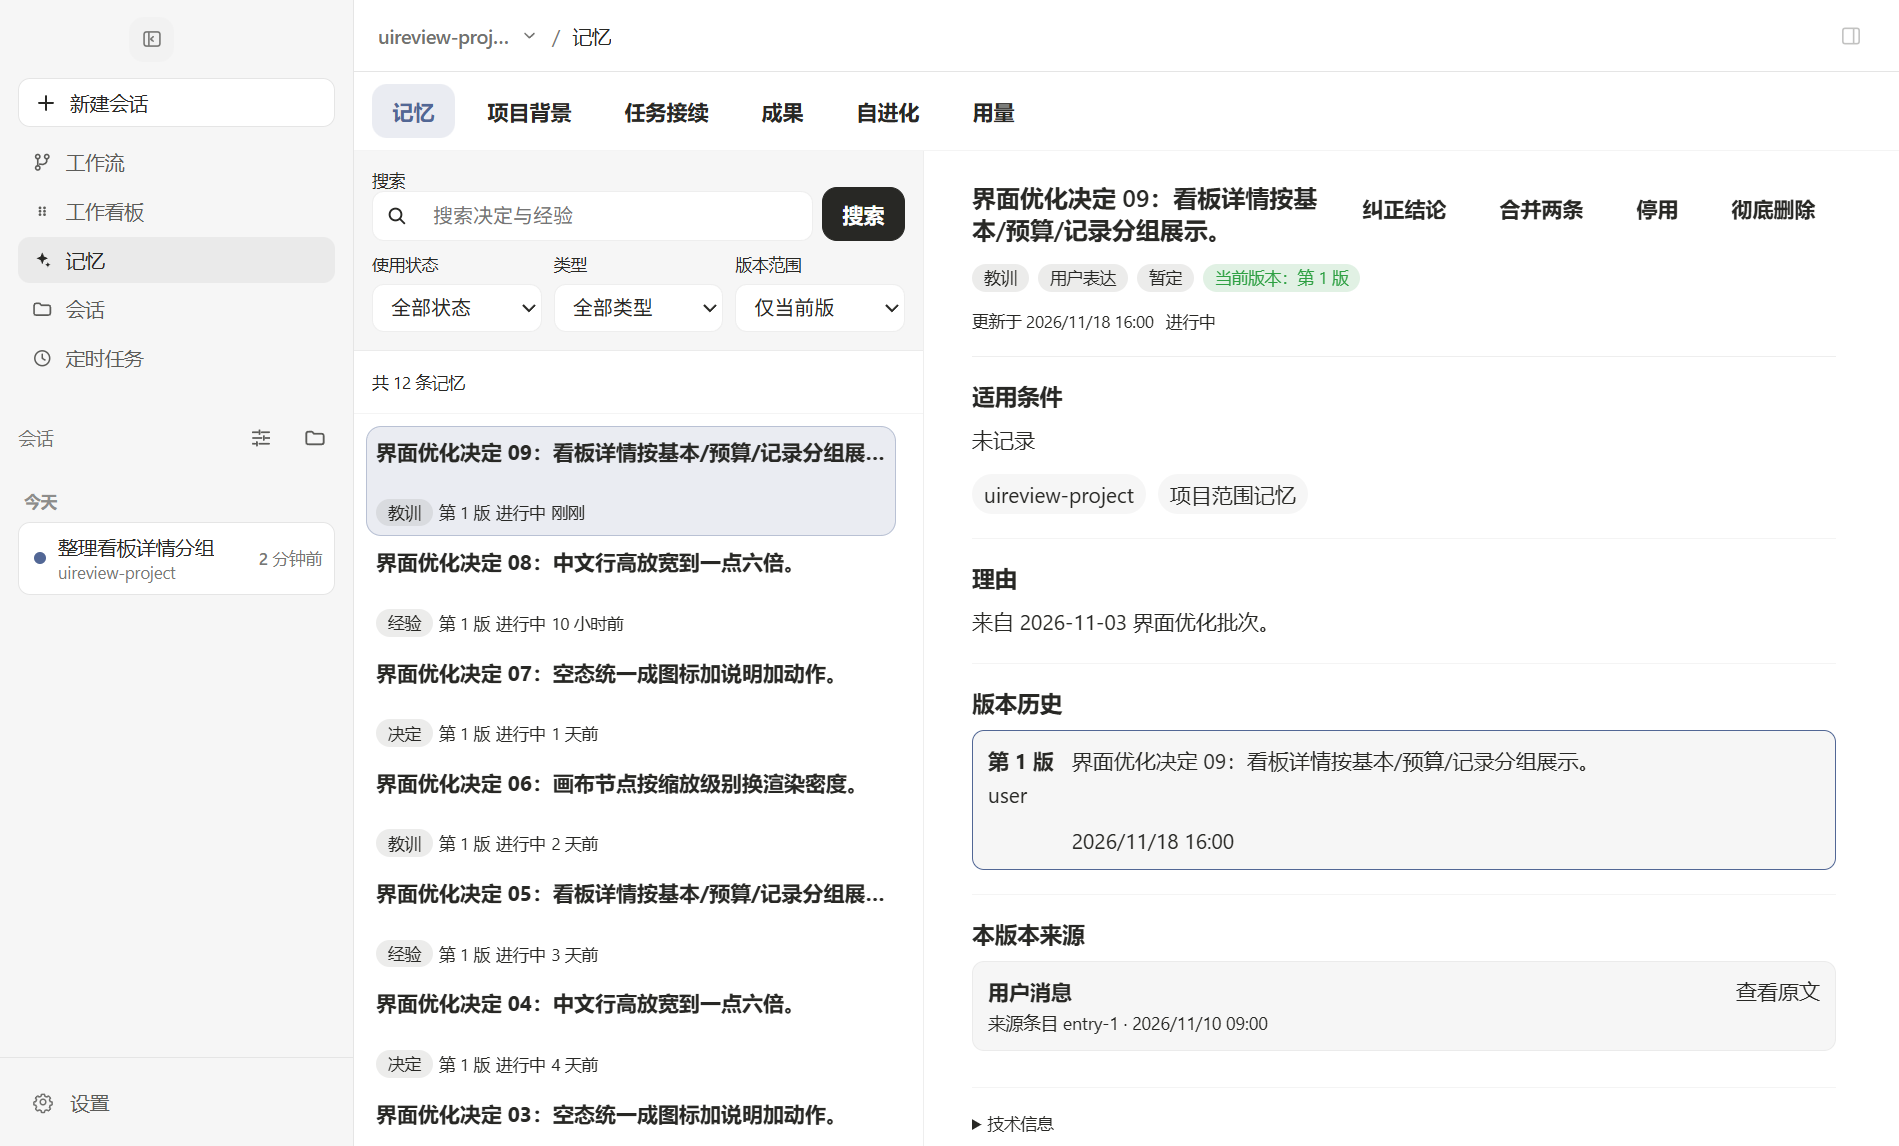 新建会话
工作流
工作看板
记忆
会话
定时任务
会话
今天
整理看板详情分组
uireview-project
2 分钟前
设置
uireview-proj... / 记忆
记忆 项目背景 任务接续 成果 自进化 用量
搜索
搜索决定与经验
搜索
使用状态 类型 版本范围
全部状态 全部类型 仅当前版
共 12 条记忆
界面优化决定 09：看板详情按基本/预算/记录分组展...
教训 第 1 版 进行中 刚刚
界面优化决定 08：中文行高放宽到一点六倍。
经验 第 1 版 进行中 10 小时前
界面优化决定 07：空态统一成图标加说明加动作。
决定 第 1 版 进行中 1 天前
界面优化决定 06：画布节点按缩放级别换渲染密度。
教训 第 1 版 进行中 2 天前
界面优化决定 05：看板详情按基本/预算/记录分组展...
经验 第 1 版 进行中 3 天前
界面优化决定 04：中文行高放宽到一点六倍。
决定 第 1 版 进行中 4 天前
界面优化决定 03：空态统一成图标加说明加动作。
界面优化决定 09：看板详情按基
本/预算/记录分组展示。
纠正结论 合并两条 停用 彻底删除
教训 用户表达 暂定 当前版本：第 1 版
更新于 2026/11/18 16:00 进行中
适用条件
未记录
uireview-project 项目范围记忆
理由
来自 2026-11-03 界面优化批次。
版本历史
第 1 版 界面优化决定 09：看板详情按基本/预算/记录分组展示。
user
2026/11/18 16:00
本版本来源
用户消息
查看原文
来源条目 entry-1 · 2026/11/10 09:00
技术信息